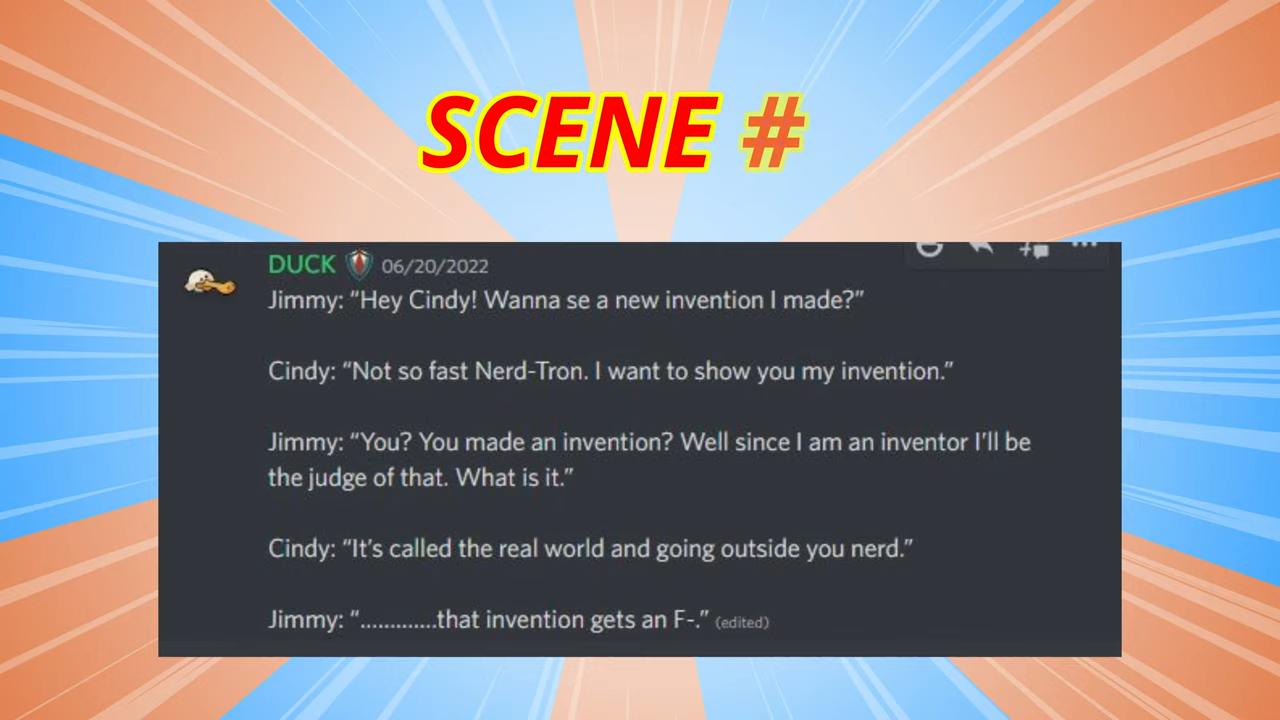 SCENE #
DUCK 06/20/2022
Jimmy: “Hey Cindy! Wanna se a new invention I made?”
Cindy: “Not so fast Nerd-Tron. I want to show you my invention.”
Jimmy: “You? You made an invention? Well since I am an inventor I’ll be
the judge of that. What is it.”
Cindy: “It’s called the real world and going outside you nerd.”
Jimmy: “.............that invention gets an F-.” (edited)